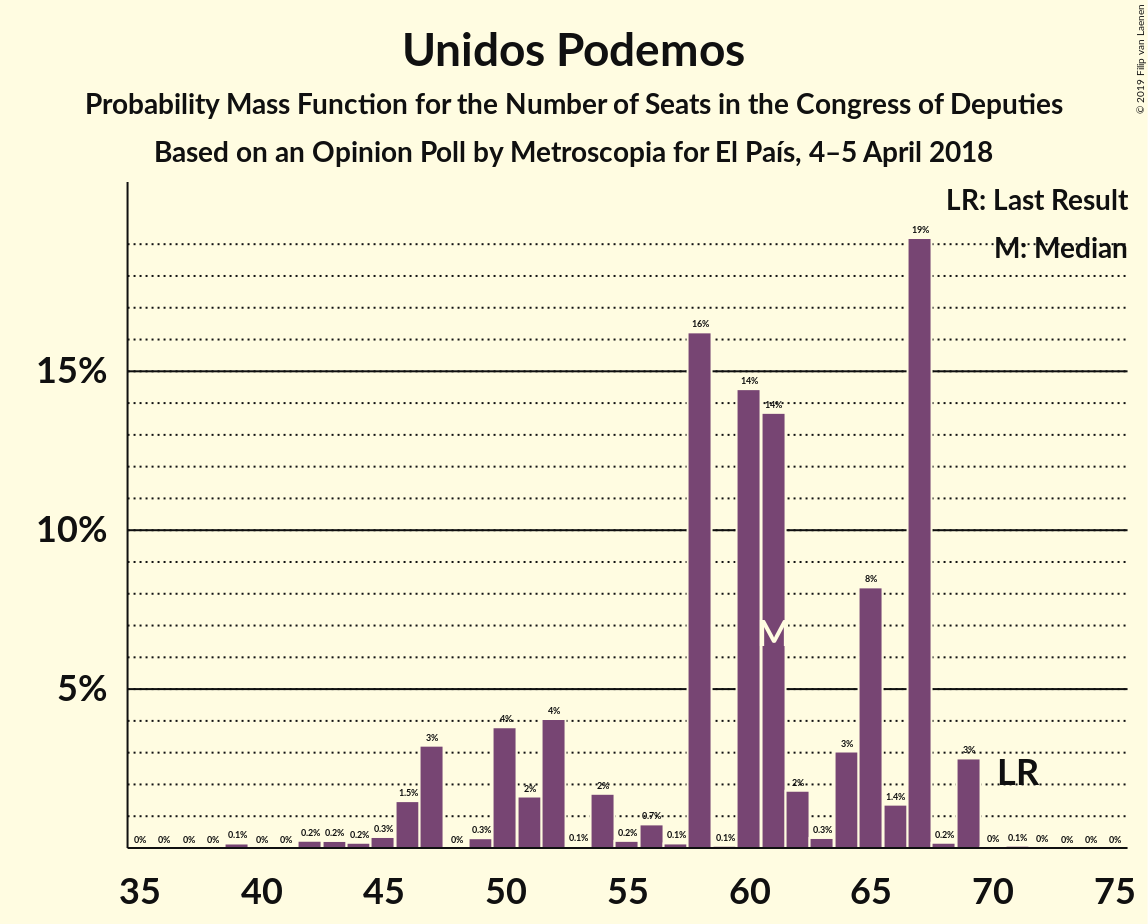 Unidos Podemos
Probability Mass Function for the Number of Seats in the Congress of Deputies
Based on an Opinion Poll by Metroscopia for El País, 4–5 April 2018
© 2019 Filip van Laenen
LR: Last Result
M: Median
15%
10%
5%
0% 0% 0% 0% 0.1% 0% 0% 0.2% 0.2% 0.2% 0.3% 1.5% 3% 0% 0.3% 4% 2% 4% 0.1% 2% 0.2% 0.7% 0.1% 16% 0.1% 14% 14% 2% 0.3% 3% 8% 1.4% 19% 0.2% 3% 0% 0.1% 0% 0% 0% 0%
M
LR
35 40 45 50 55 60 65 70 75